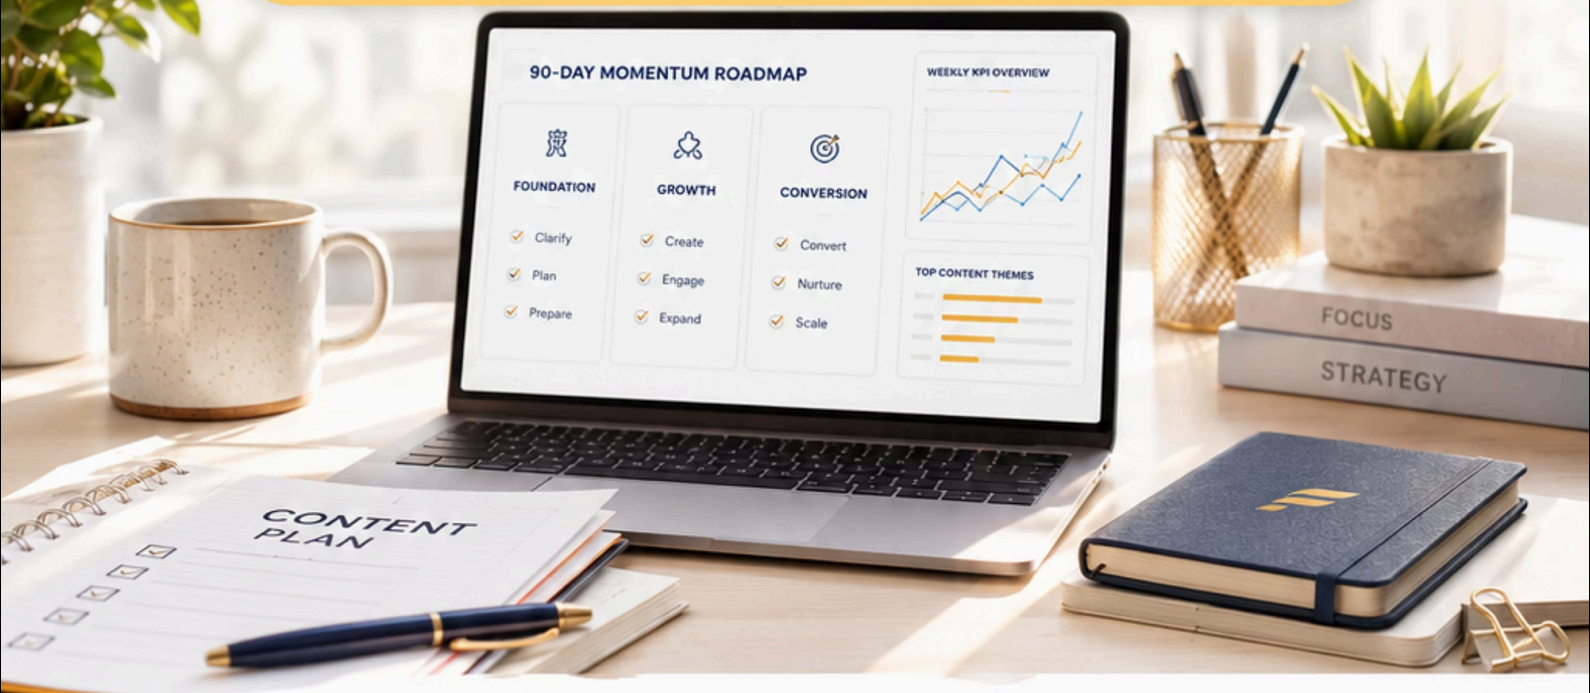 90-DAY MOMENTUM ROADMAP
FOUNDATION
Clarify
Plan
Prepare
GROWTH
Create
Engage
Expand
CONVERSION
Convert
Nurture
Scale
WEEKLY KPI OVERVIEW
TOP CONTENT THEMES
FOCUS
STRATEGY
CONTENT
PLAN